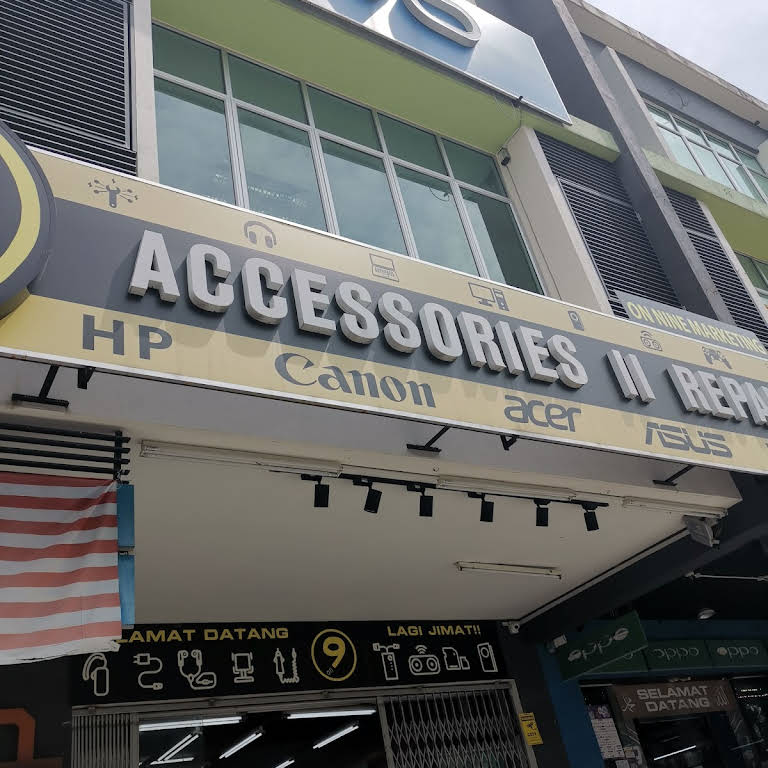 ON NINE MARKETING
ACCESSORIES II REPA
HP Canon acer ASUS
LAMAT DATANG 9 LAGI JIMAT!!
oppo oppo oppo
SELAMAT
DATANG